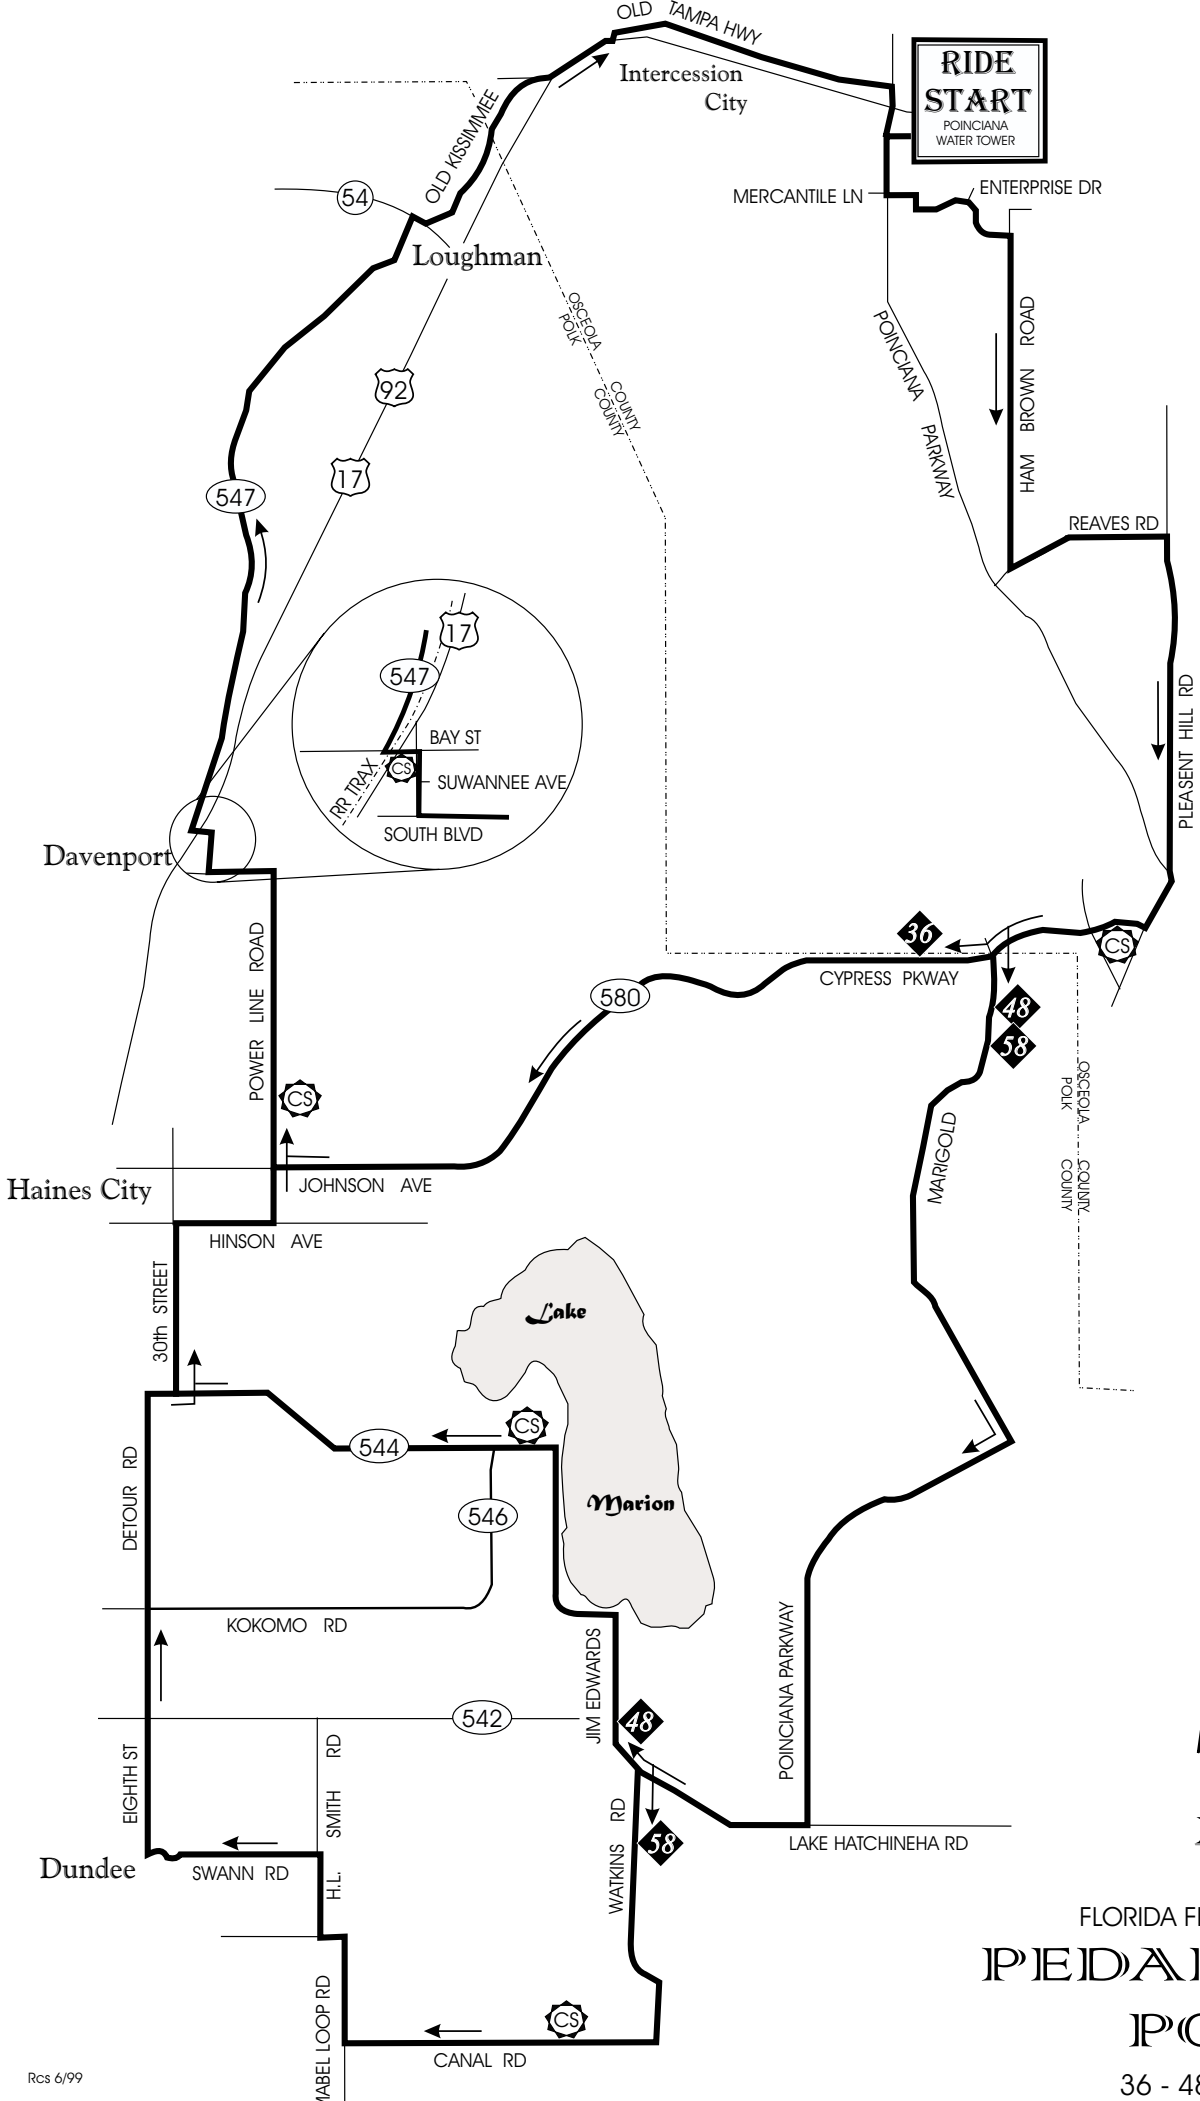 OLD TAMPA HWY
RIDE
START
POINCIANA
WATER TOWER
Intercession
City
OLD KISSIMMEE
MERCANTILE LN
ENTERPRISE DR
54
Loughman
OSCEOLA COUNTY
POLK COUNTY
POINCIANA PARKWAY
HAM BROWN ROAD
92
17
547
REAVES RD
17
547
BAY ST
CS
SUWANNEE AVE
RR TRAX
SOUTH BLVD
PLEASENT HILL RD
Davenport
36
CS
CYPRESS PKWAY
580
48
58
POWER LINE ROAD
CS
OSCEOLA COUNTY
POLK COUNTY
MARIGOLD
Haines City
JOHNSON AVE
HINSON AVE
30th STREET
Lake
Marion
CS
544
546
DETOUR RD
KOKOMO RD
JIM EDWARDS
POINCIANA PARKWAY
542
48
EIGHTH ST
H.L. SMITH RD
WATKINS RD
58
LAKE HATCHINEHA RD
Dundee
SWANN RD
FLORIDA F
PEDA
PO
36 - 48
MABEL LOOP RD
CS
CANAL RD
Rcs 6/99